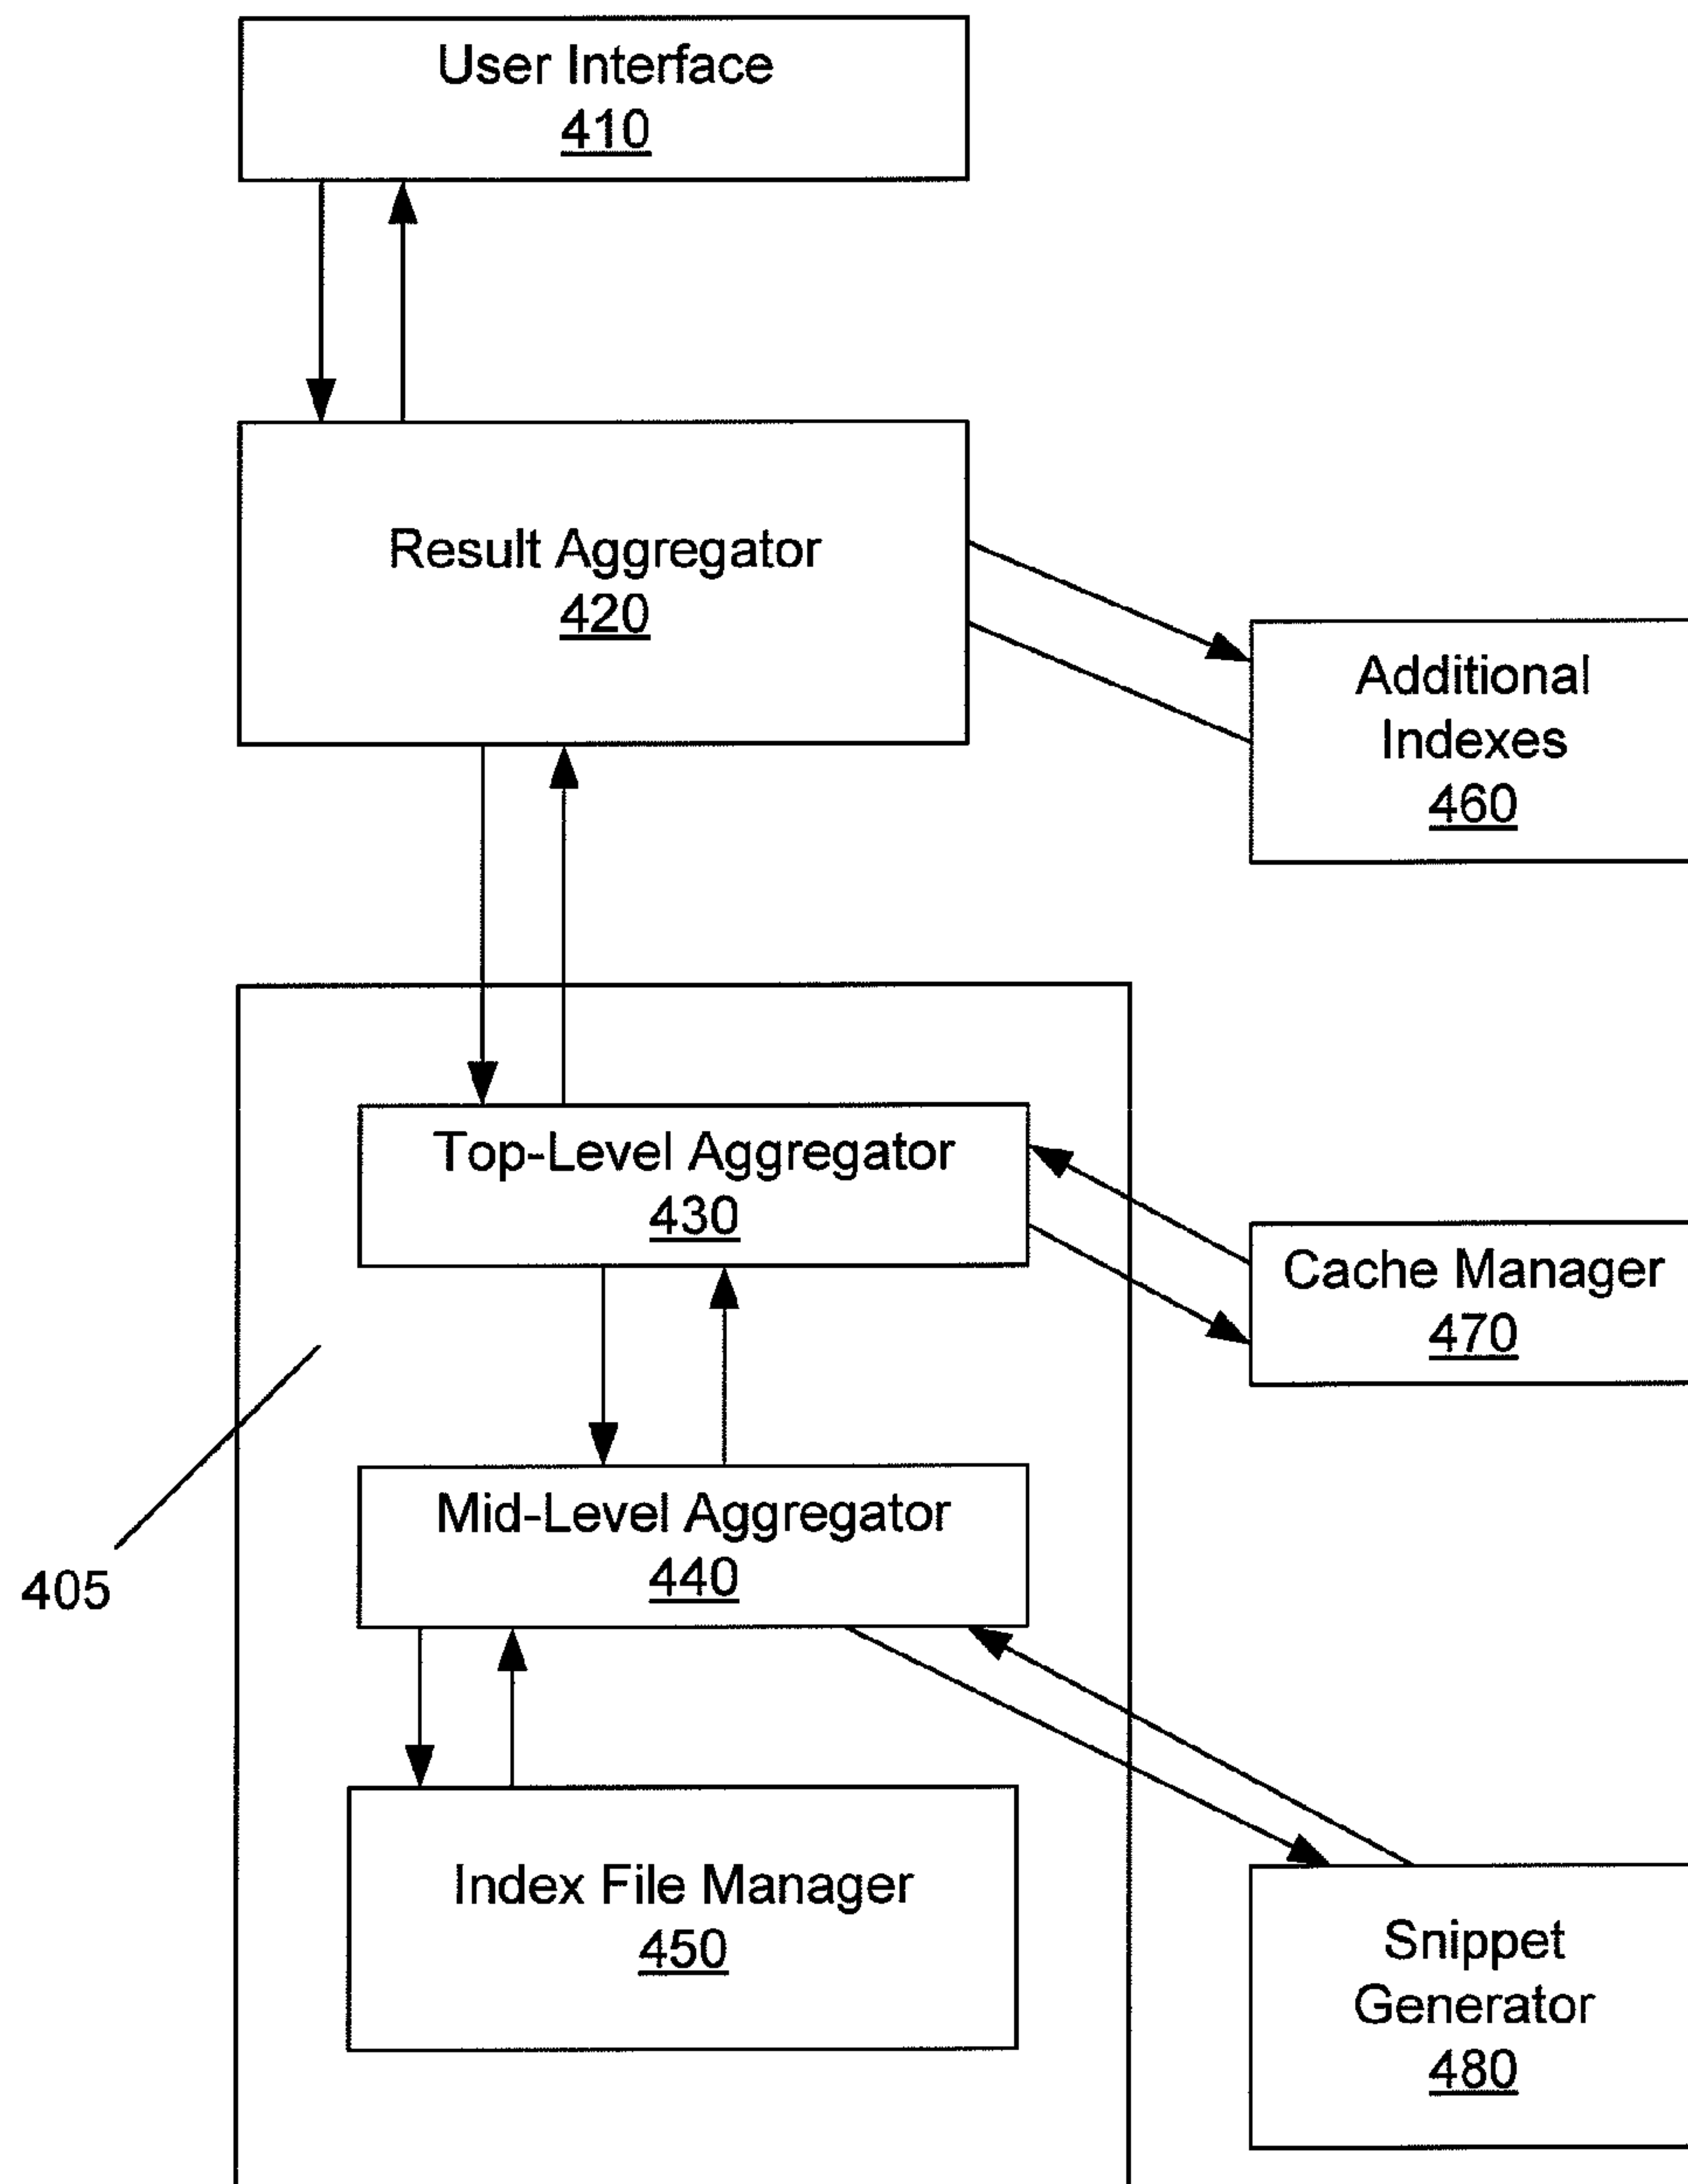 User Interface
410
Result Aggregator
420
Additional
Indexes
460
Top-Level Aggregator
430
Cache Manager
470
Mid-Level Aggregator
440
405
Index File Manager
450
Snippet
Generator
480